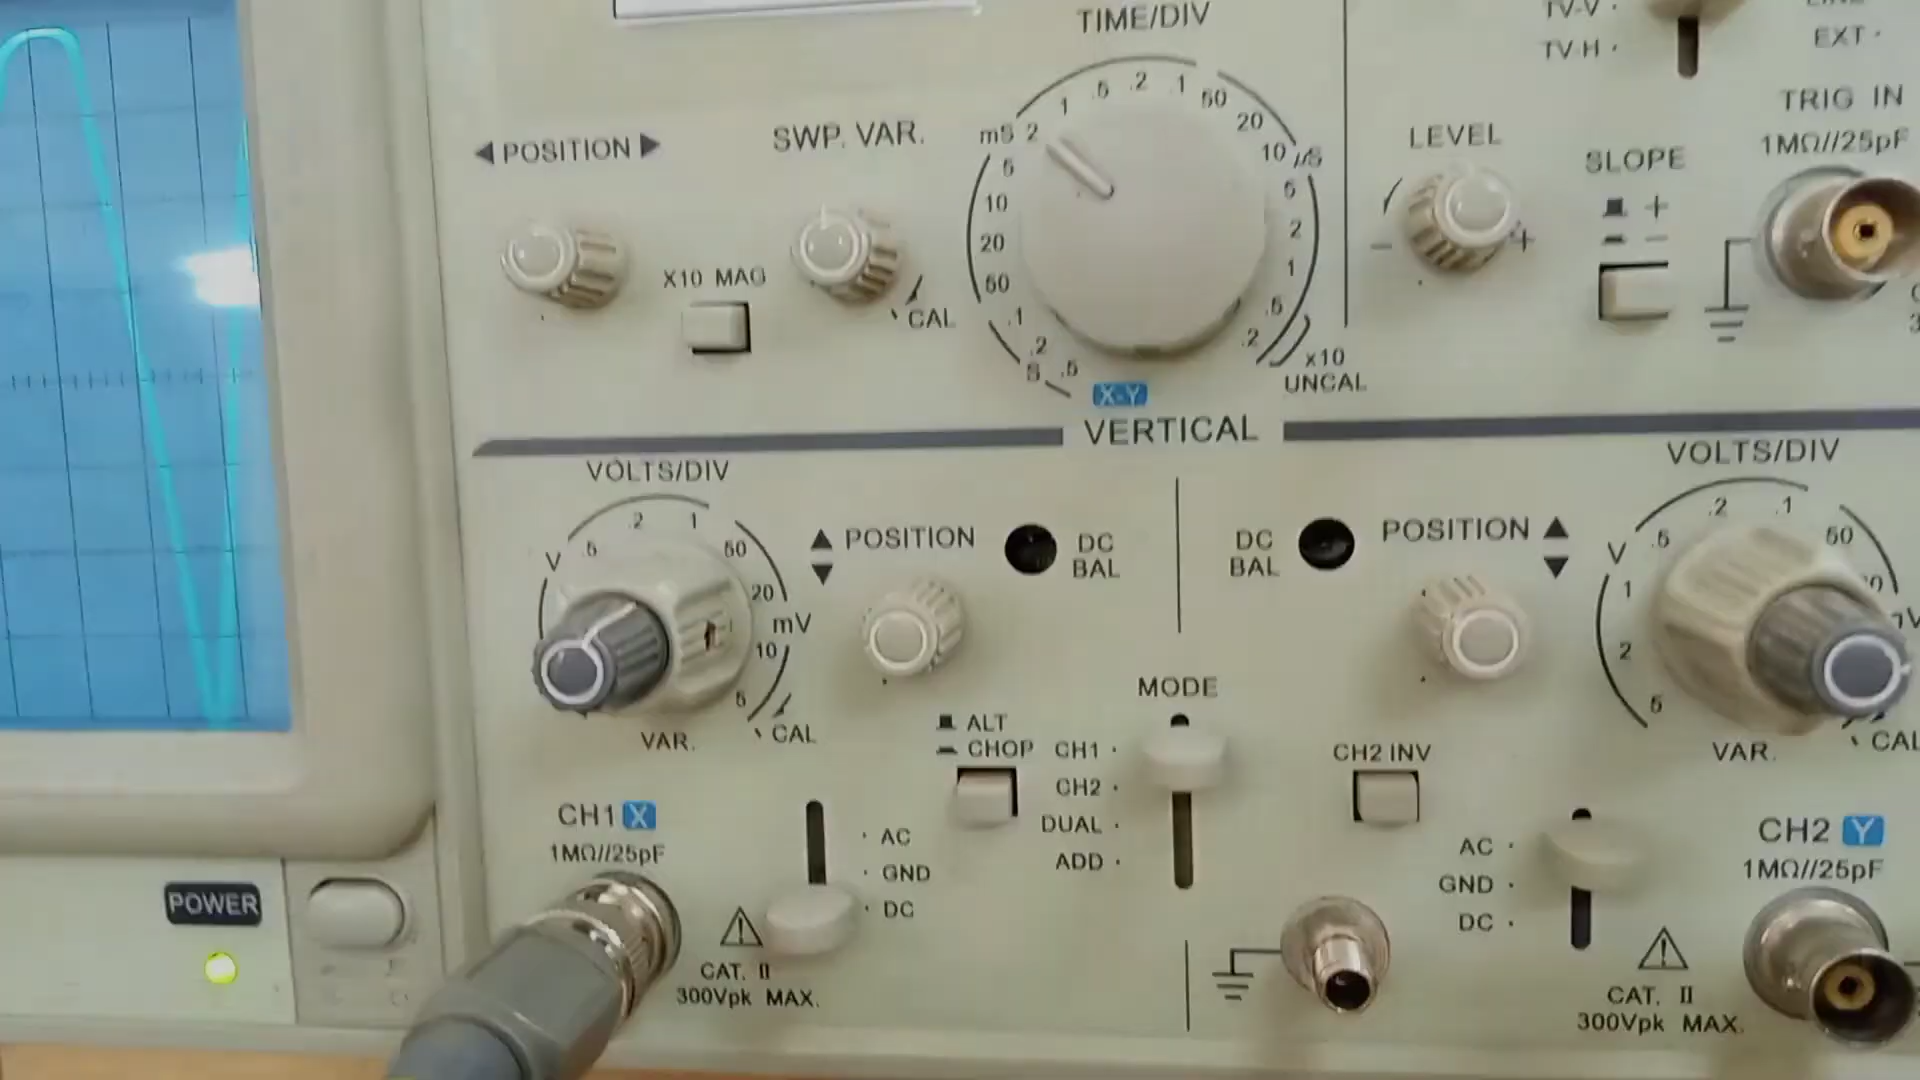 TIME/DIV
TV-V
TV-H
EXT
TRIG IN
1MΩ//25pF
POSITION
SWP. VAR.
mS 2 1 .5 .2 .1 50 20 10 µS
5 10 20 50 .1 .2 S .5
5 2 1 .5 .2
LEVEL
- +
SLOPE
+
-
X10 MAG
CAL
X-Y
x10
UNCAL
VERTICAL
VOLTS/DIV
V .5 .2 .1 50 20 mV 10 5
POSITION
DC
BAL
DC
BAL
POSITION
VOLTS/DIV
V .5 .2 .1 50
1 2 5
VAR.
CAL
ALT
CHOP
MODE
CH1
CH2
DUAL
ADD
CH2 INV
VAR.
CH1 X
1MΩ//25pF
AC
GND
DC
CAT. II
300Vpk MAX.
AC
GND
DC
CH2 Y
1MΩ//25pF
CAT. II
300Vpk MAX.
POWER